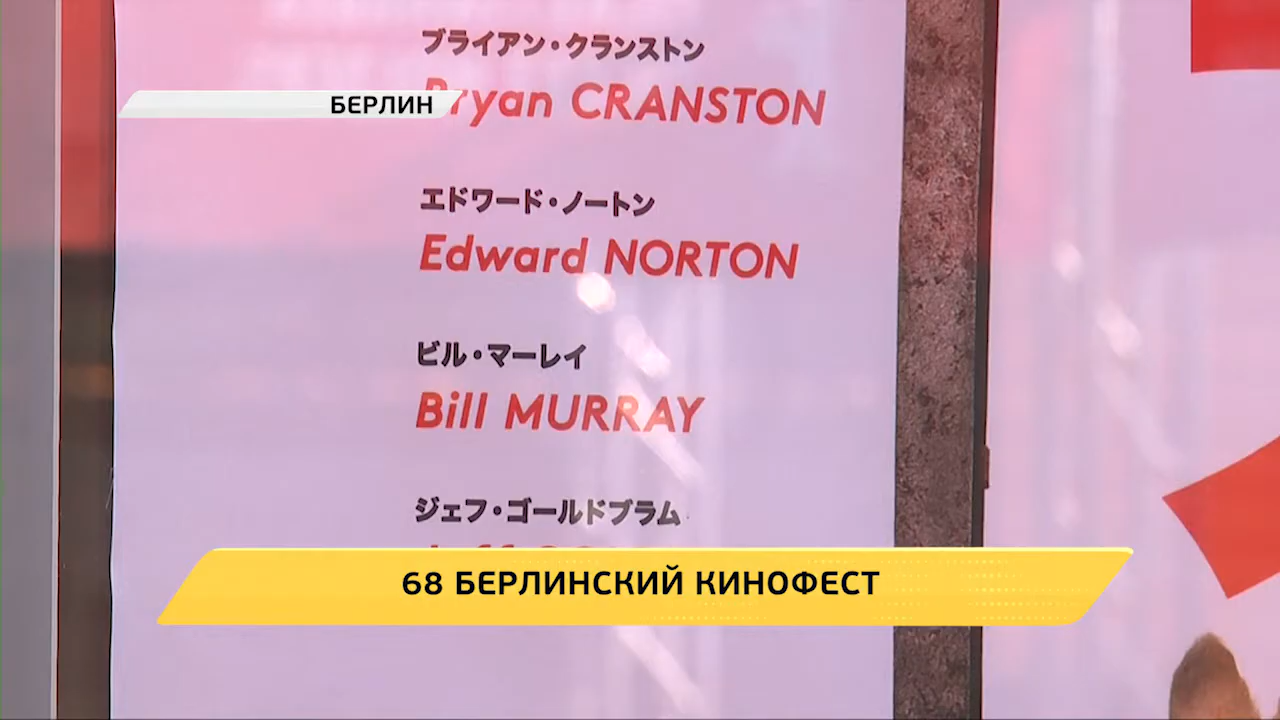 ブライアン・クランストン
БЕРЛИН
Bryan CRANSTON
エドワード・ノートン
Edward NORTON
ビル・マーレイ
Bill MURRAY
ジェフ・ゴールドブラム
68 БЕРЛИНСКИЙ КИНОФЕСТ